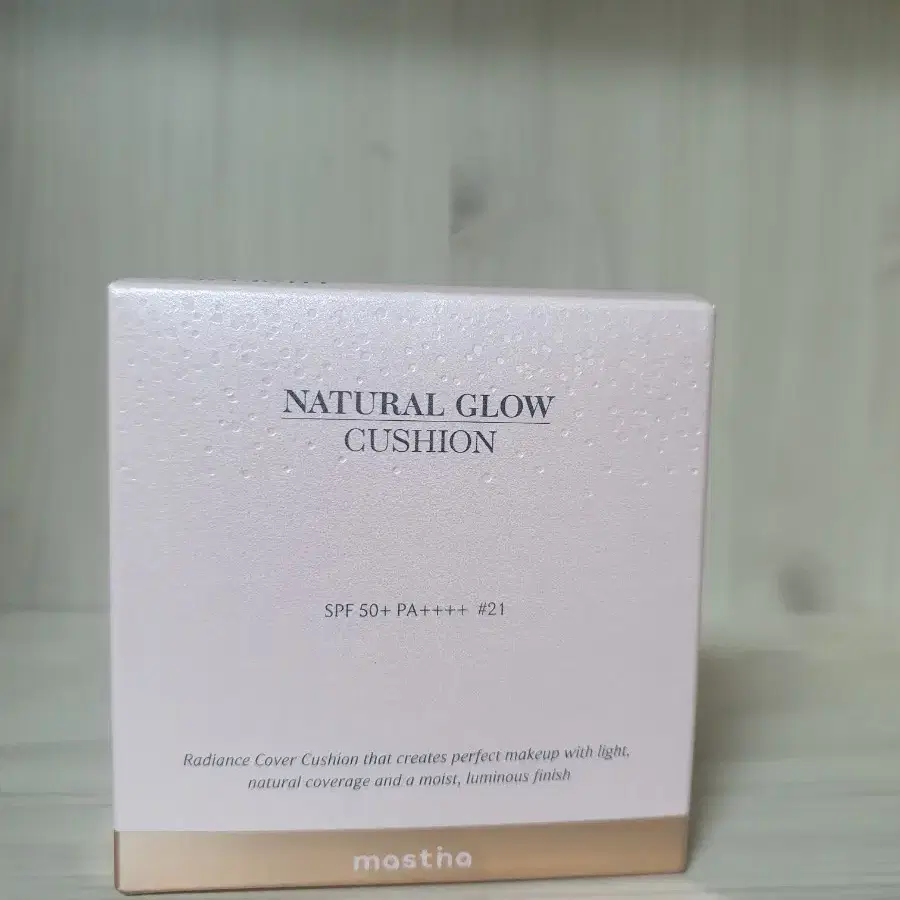 NATURAL GLOW
CUSHION
SPF 50+ PA++++ #21
Radiance Cover Cushion that creates perfect makeup with light,
natural coverage and a moist, luminous finish
mastha